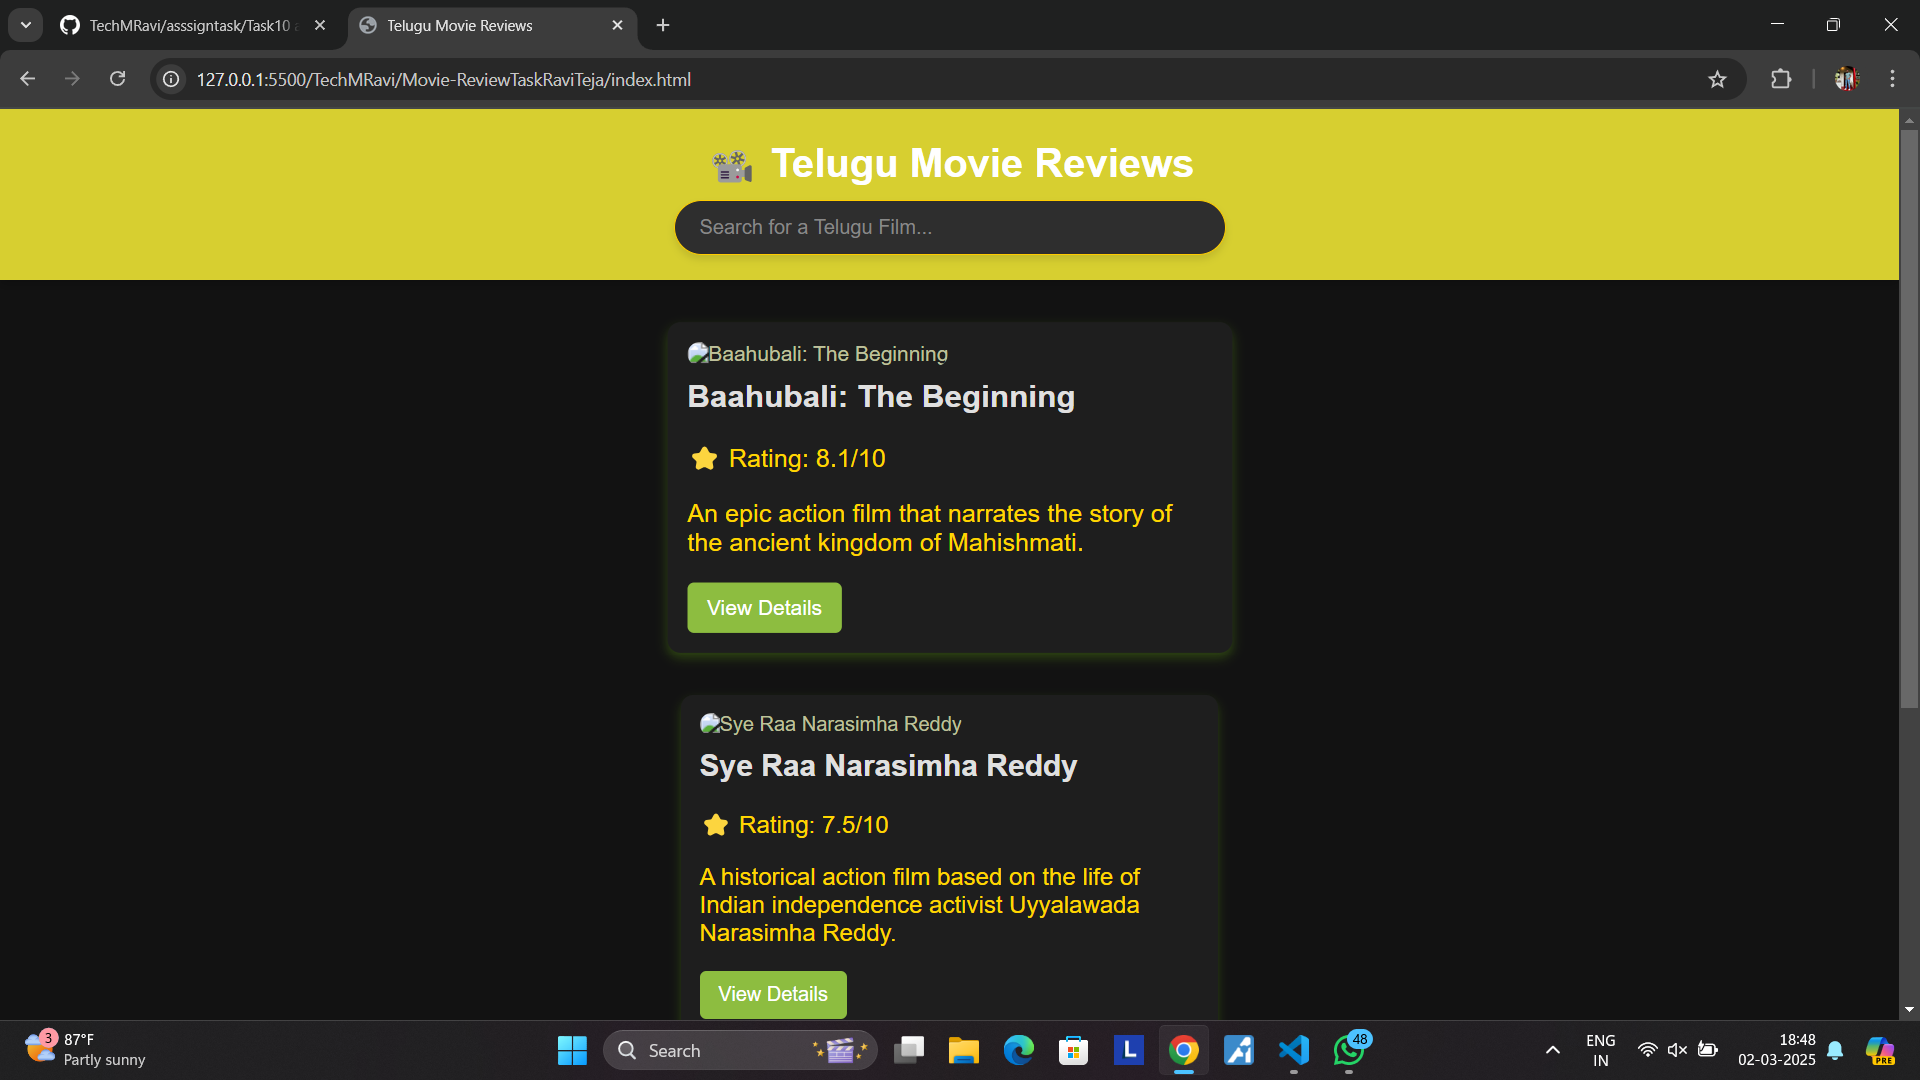 TechMRavi/asssigntask/Task10
Telugu Movie Reviews
127.0.0.1:5500/TechMRavi/Movie-ReviewTaskRaviTeja/index.html
Telugu Movie Reviews
Search for a Telugu Film...
Baahubali: The Beginning
Baahubali: The Beginning
Rating: 8.1/10
An epic action film that narrates the story of
the ancient kingdom of Mahishmati.
View Details
Sye Raa Narasimha Reddy
Sye Raa Narasimha Reddy
Rating: 7.5/10
A historical action film based on the life of
Indian independence activist Uyyalawada
Narasimha Reddy.
View Details
3
87°F
Partly sunny
Search
L
48
ENG
IN
18:48
02-03-2025
PRE